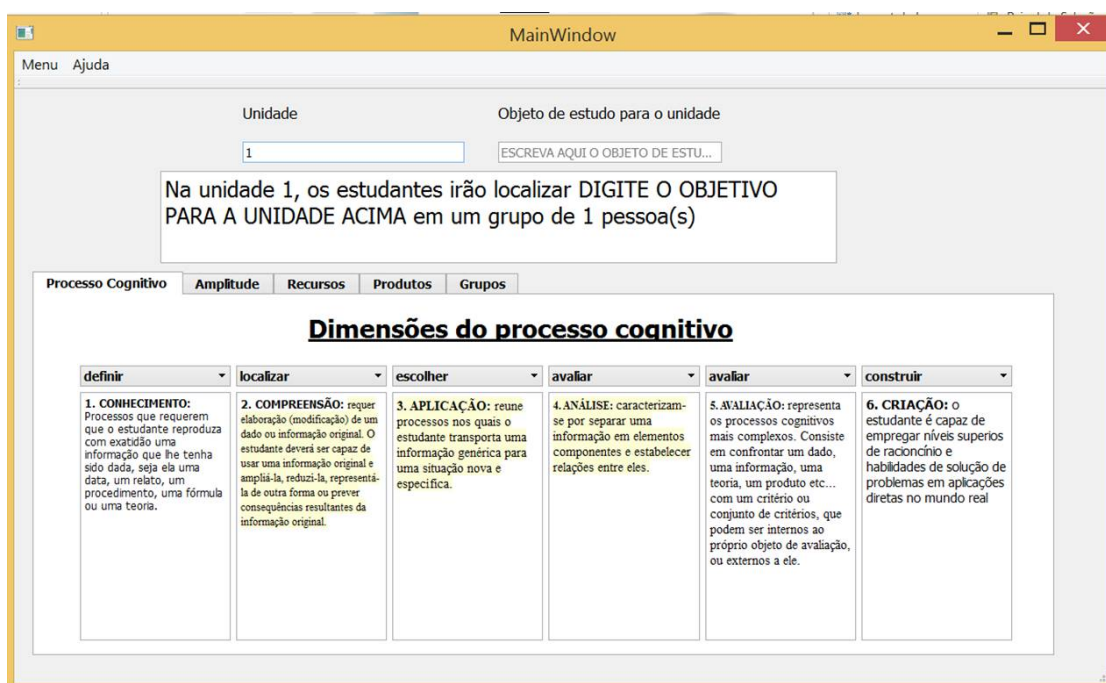 MainWindow
Menu Ajuda
Unidade
Objeto de estudo para o unidade
1
ESCREVA AQUI O OBJETO DE ESTU...
Na unidade 1, os estudantes irão localizar DIGITE O OBJETIVO
PARA A UNIDADE ACIMA em um grupo de 1 pessoa(s)
Processo Cognitivo Amplitude Recursos Produtos Grupos
Dimensões do processo cognitivo
definir
1. CONHECIMENTO:
Processos que requerem
que o estudante reproduza
com exatidão uma
informação que lhe tenha
sido dada, seja ela uma
data, um relato, um
procedimento, uma fórmula
ou uma teoria.
localizar
2. COMPREENSÃO: requer
elaboração (modificação) de um
dado ou informação original. O
estudante deverá ser capaz de
usar uma informação original e
ampliá-la, reduzi-la, representá-
la de outra forma ou prever
consequências resultantes da
informação original.
escolher
3. APLICAÇÃO: reune
processos nos quais o
estudante transporta uma
informação genérica para
uma situação nova e
especifica.
avaliar
4. ANÁLISE: caracterizam-
se por separar uma
informação em elementos
componentes e estabelecer
relações entre eles.
avaliar
5. AVALIAÇÃO: representa
os processos cognitivos
mais complexos. Consiste
em confrontar um dado,
uma informação, uma
teoria, um produto etc...
com um critério ou
conjunto de critérios, que
podem ser internos ao
próprio objeto de avaliação,
ou externos a ele.
construir
6. CRIAÇÃO: o
estudante é capaz de
empregar níveis superios
de racioncínio e
habilidades de solução de
problemas em aplicações
diretas no mundo real